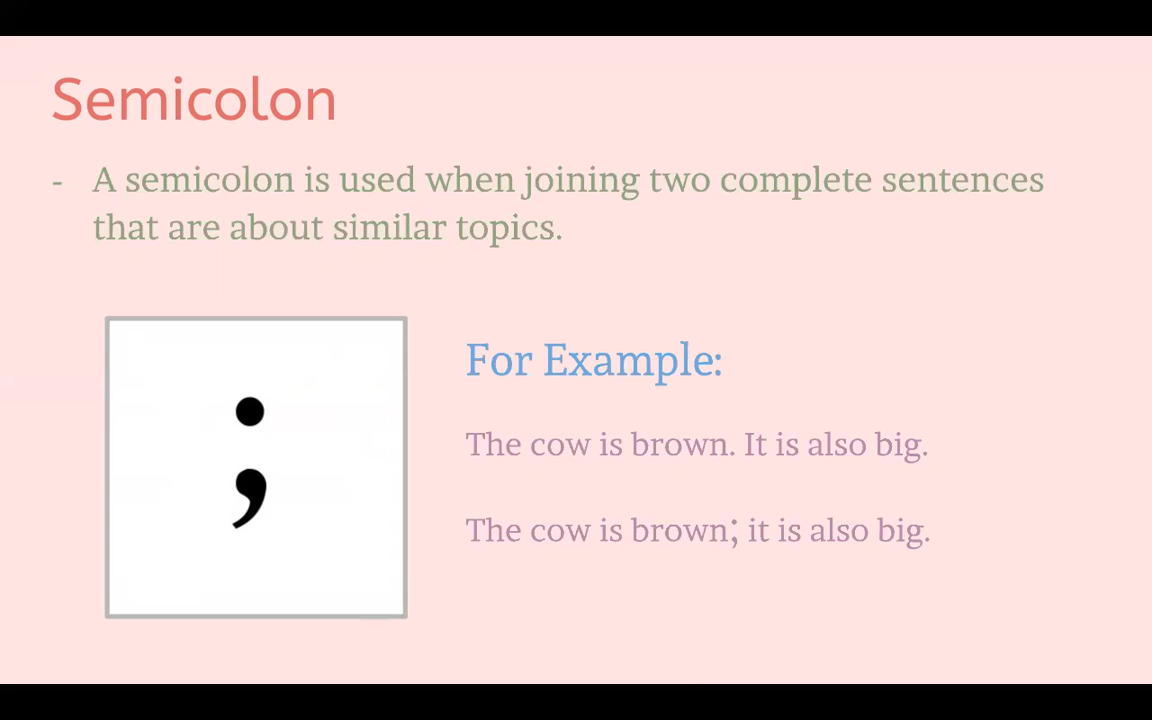 Semicolon
- A semicolon is used when joining two complete sentences
that are about similar topics.
;
For Example:
The cow is brown. It is also big.
The cow is brown; it is also big.